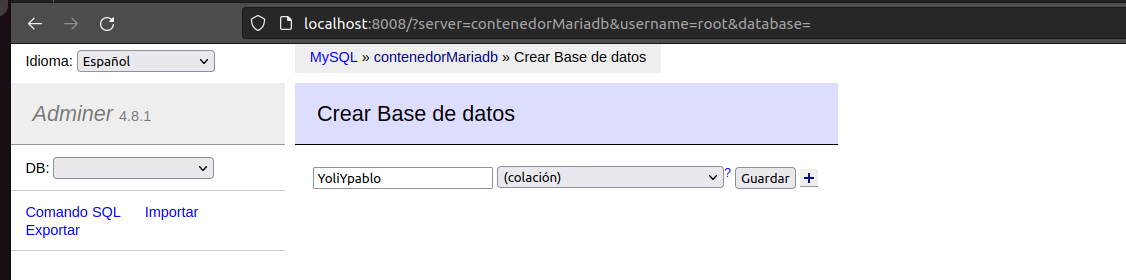 localhost:8008/?server=contenedorMariadb&username=root&database=
Idioma: Español
MySQL » contenedorMariadb » Crear Base de datos
Adminer 4.8.1
Crear Base de datos
DB:
YoliYpablo (colación) ? Guardar +
Comando SQL Importar
Exportar